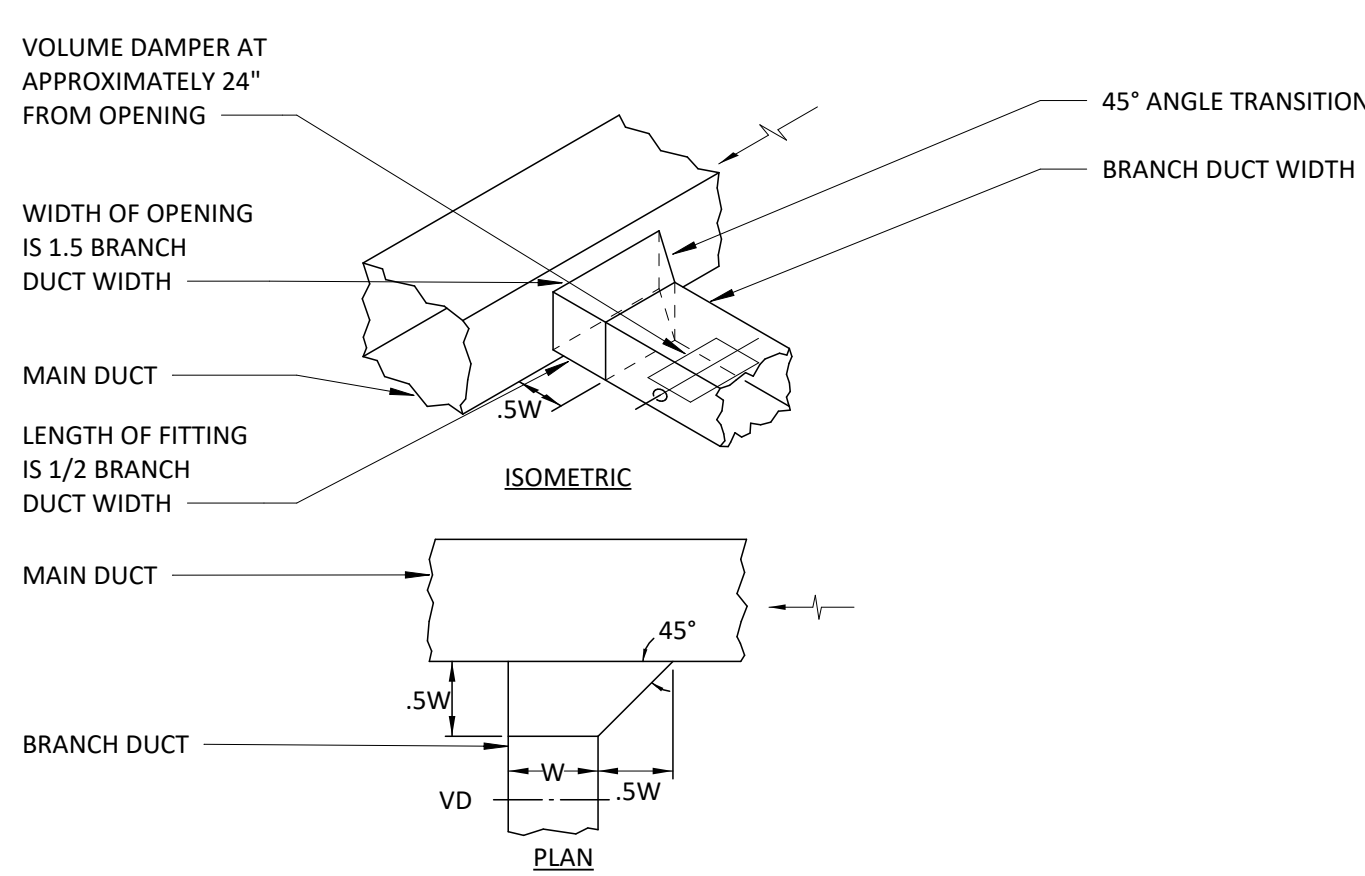 VOLUME DAMPER AT
APPROXIMATELY 24"
FROM OPENING
45° ANGLE TRANSITION
BRANCH DUCT WIDTH
WIDTH OF OPENING
IS 1.5 BRANCH
DUCT WIDTH
MAIN DUCT
.5W
LENGTH OF FITTING
IS 1/2 BRANCH
DUCT WIDTH
ISOMETRIC
MAIN DUCT
45°
.5W
BRANCH DUCT
W
.5W
VD
PLAN